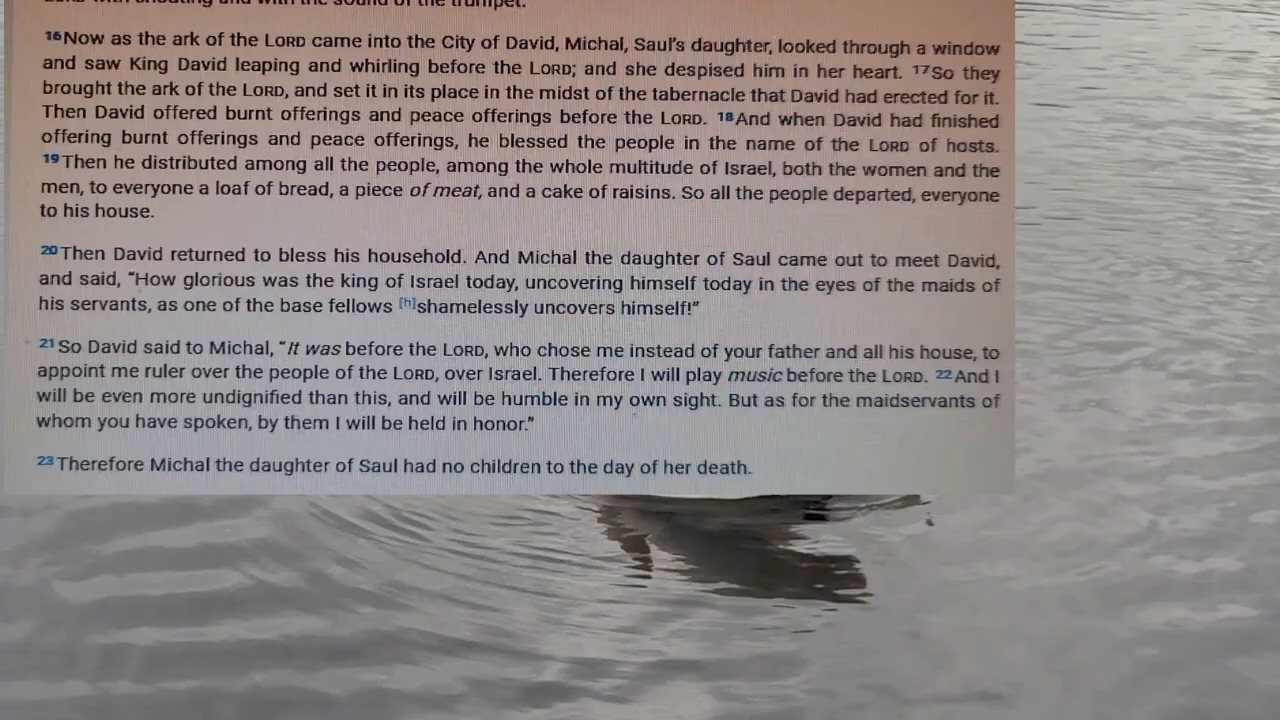 with shouting and with the sound of the trumpet.
16Now as the ark of the LORD came into the City of David, Michal, Saul's daughter, looked through a window
and saw King David leaping and whirling before the LORD; and she despised him in her heart. 17So they
brought the ark of the LORD, and set it in its place in the midst of the tabernacle that David had erected for it.
Then David offered burnt offerings and peace offerings before the LORD. 18And when David had finished
offering burnt offerings and peace offerings, he blessed the people in the name of the LORD of hosts.
19Then he distributed among all the people, among the whole multitude of Israel, both the women and the
men, to everyone a loaf of bread, a piece of meat, and a cake of raisins. So all the people departed, everyone
to his house.
20Then David returned to bless his household. And Michal the daughter of Saul came out to meet David,
and said, “How glorious was the king of Israel today, uncovering himself today in the eyes of the maids of
his servants, as one of the base fellows [h]shamelessly uncovers himself!”
21So David said to Michal, “It was before the LORD, who chose me instead of your father and all his house, to
appoint me ruler over the people of the LORD, over Israel. Therefore I will play music before the LORD. 22And I
will be even more undignified than this, and will be humble in my own sight. But as for the maidservants of
whom you have spoken, by them I will be held in honor.”
23Therefore Michal the daughter of Saul had no children to the day of her death.